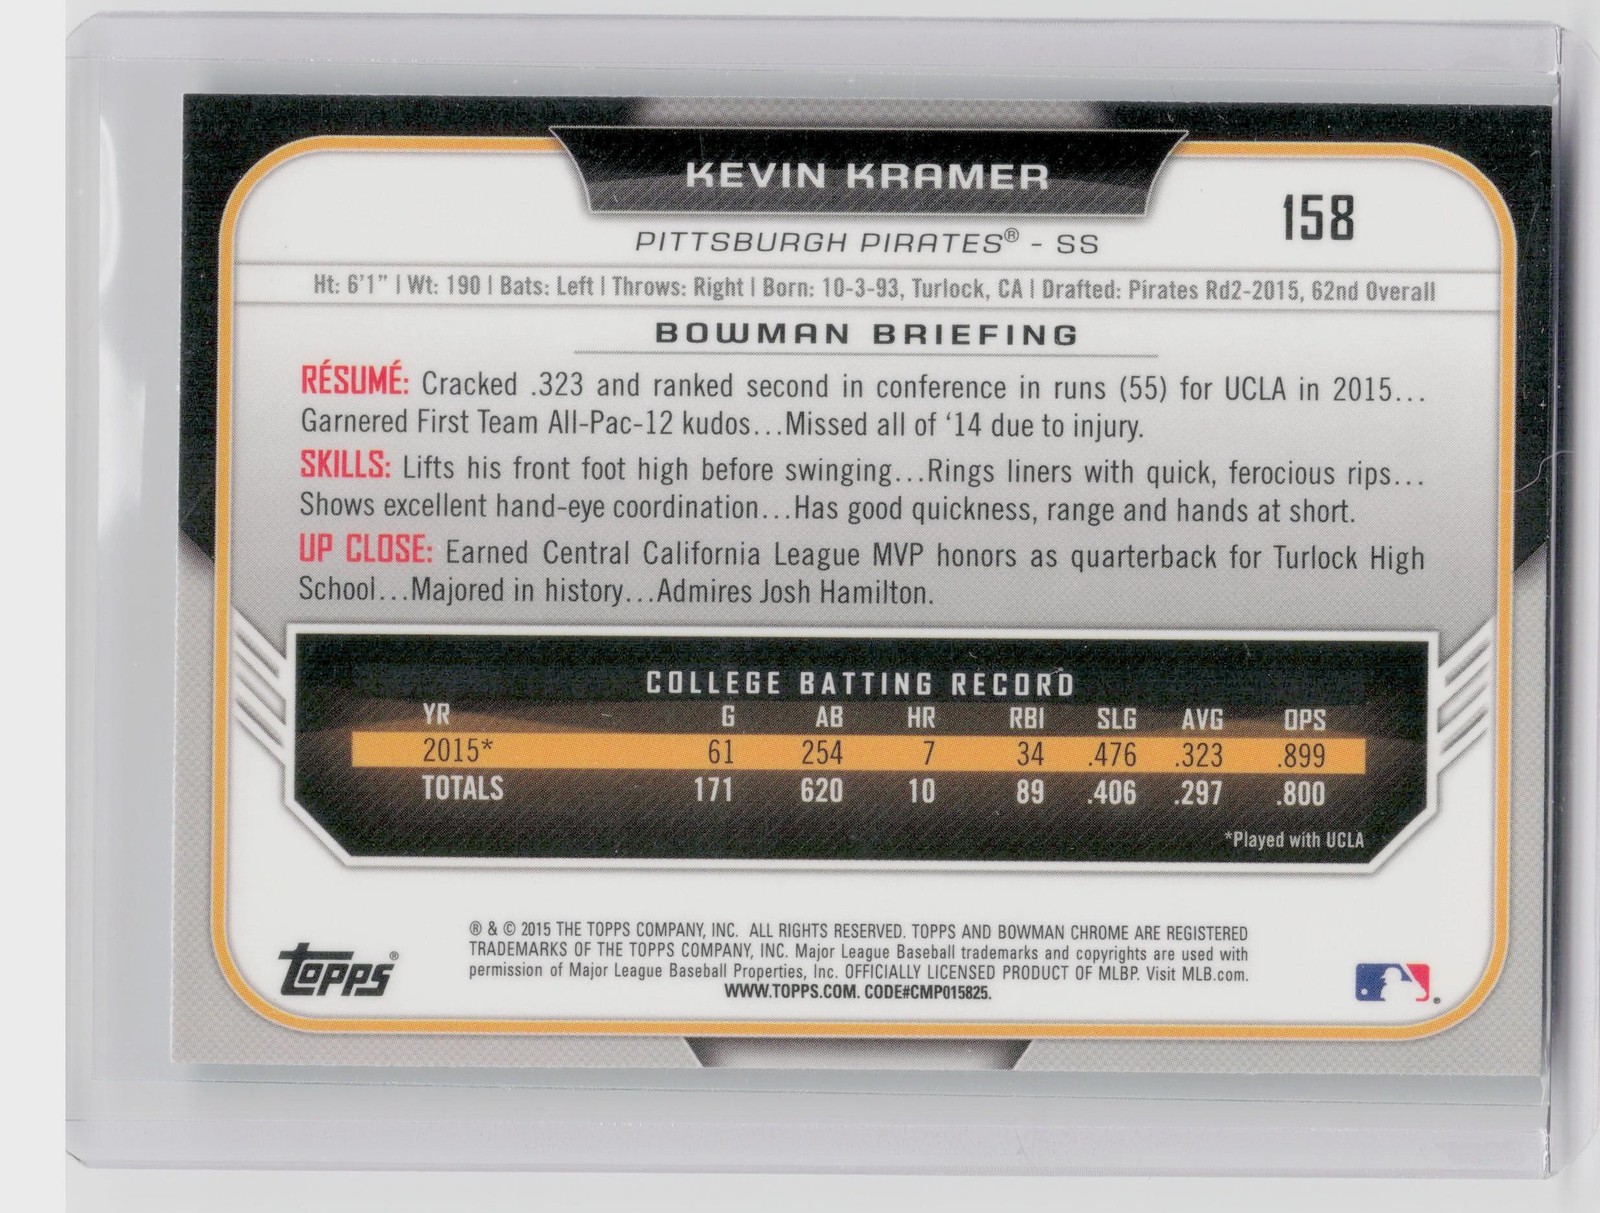 KEVIN KRAMER
158
PITTSBURGH PIRATES® - SS
Ht: 6'1" | Wt: 190 | Bats: Left | Throws: Right | Born: 10-3-93, Turlock, CA | Drafted: Pirates Rd2-2015, 62nd Overall
BOWMAN BRIEFING
RÉSUMÉ: Cracked .323 and ranked second in conference in runs (55) for UCLA in 2015...
Garnered First Team All-Pac-12 kudos...Missed all of '14 due to injury.
SKILLS: Lifts his front foot high before swinging...Rings liners with quick, ferocious rips...
Shows excellent hand-eye coordination...Has good quickness, range and hands at short.
UP CLOSE: Earned Central California League MVP honors as quarterback for Turlock High
School...Majored in history...Admires Josh Hamilton.
COLLEGE BATTING RECORD
YR G AB HR RBI SLG AVG OPS
2015* 61 254 7 34 .476 .323 .899
TOTALS 171 620 10 89 .406 .297 .800
*Played with UCLA
® & © 2015 THE TOPPS COMPANY, INC. ALL RIGHTS RESERVED. TOPPS AND BOWMAN CHROME ARE REGISTERED
TRADEMARKS OF THE TOPPS COMPANY, INC. Major League Baseball trademarks and copyrights are used with
permission of Major League Baseball Properties, Inc. OFFICIALLY LICENSED PRODUCT OF MLBP. Visit MLB.com.
WWW.TOPPS.COM. CODE#CMP015825.
topps®